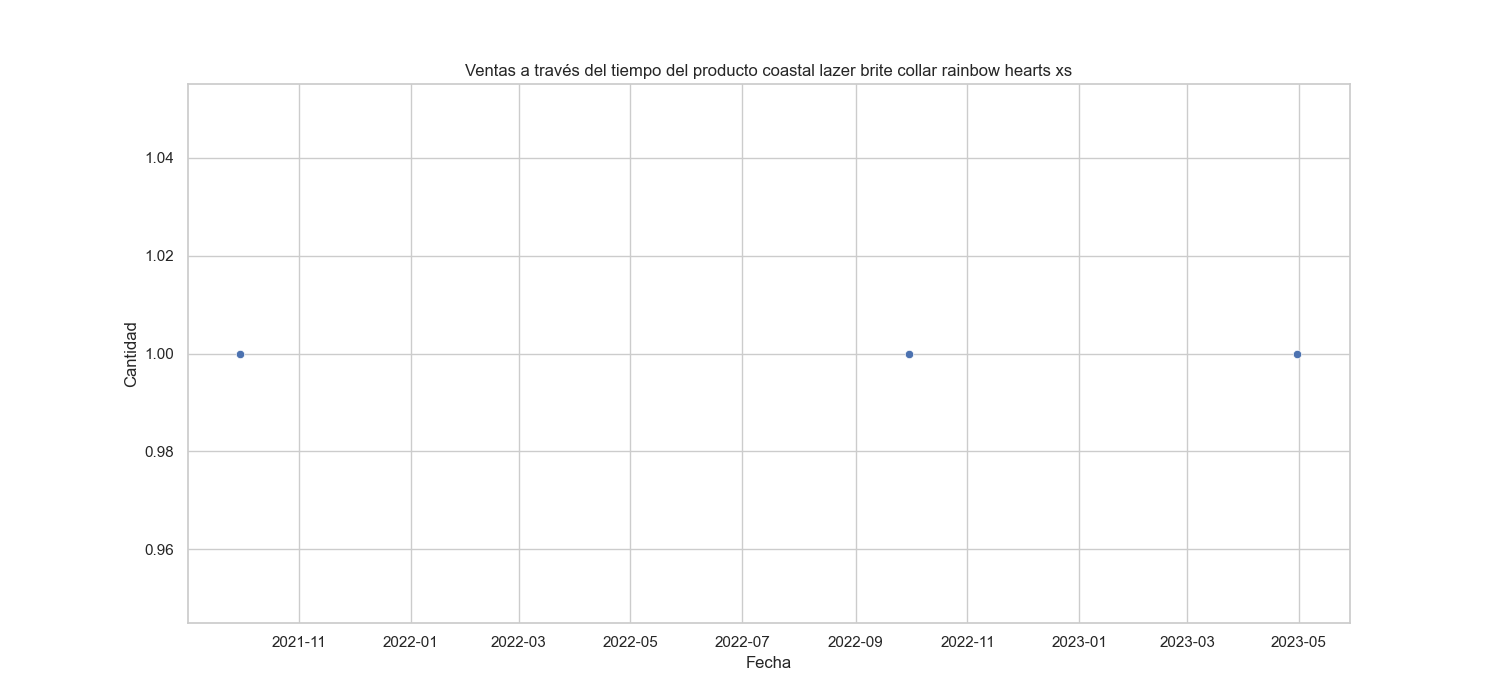 Ventas a través del tiempo del producto coastal lazer brite collar rainbow hearts xs
1.04
1.02
1.00
0.98
0.96
Cantidad
2021-11 2022-01 2022-03 2022-05 2022-07 2022-09 2022-11 2023-01 2023-03 2023-05
Fecha